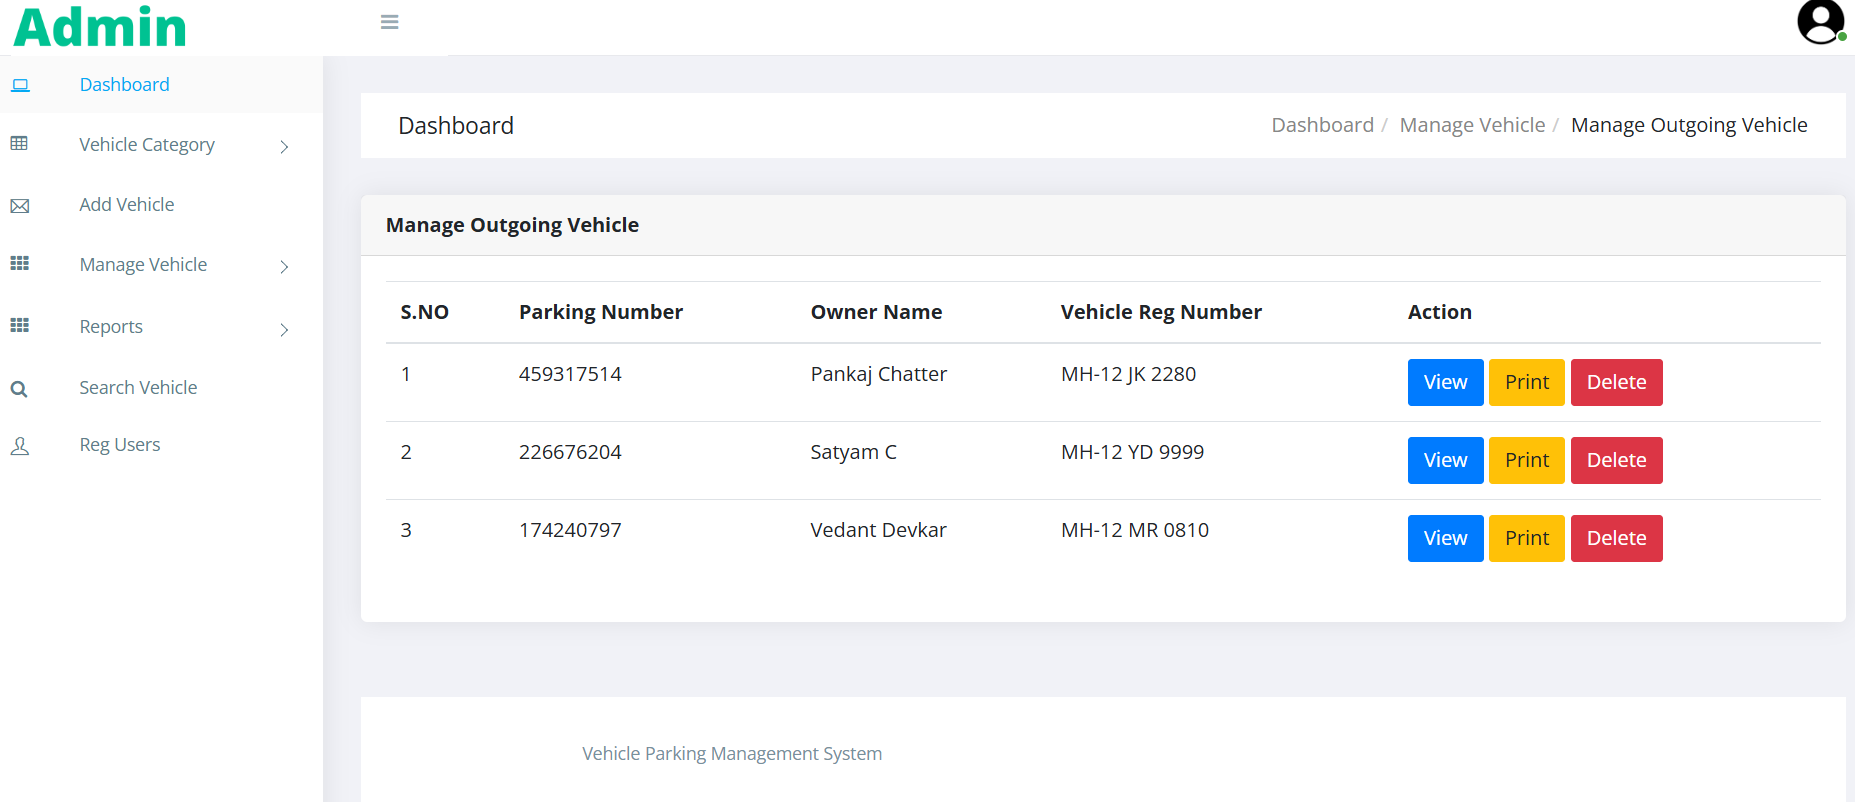 Admin
Dashboard
Vehicle Category
Add Vehicle
Manage Vehicle
Reports
Search Vehicle
Reg Users
Dashboard
Dashboard / Manage Vehicle / Manage Outgoing Vehicle
Manage Outgoing Vehicle
S.NO Parking Number Owner Name Vehicle Reg Number Action
1 459317514 Pankaj Chatter MH-12 JK 2280 View Print Delete
2 226676204 Satyam C MH-12 YD 9999 View Print Delete
3 174240797 Vedant Devkar MH-12 MR 0810 View Print Delete
Vehicle Parking Management System